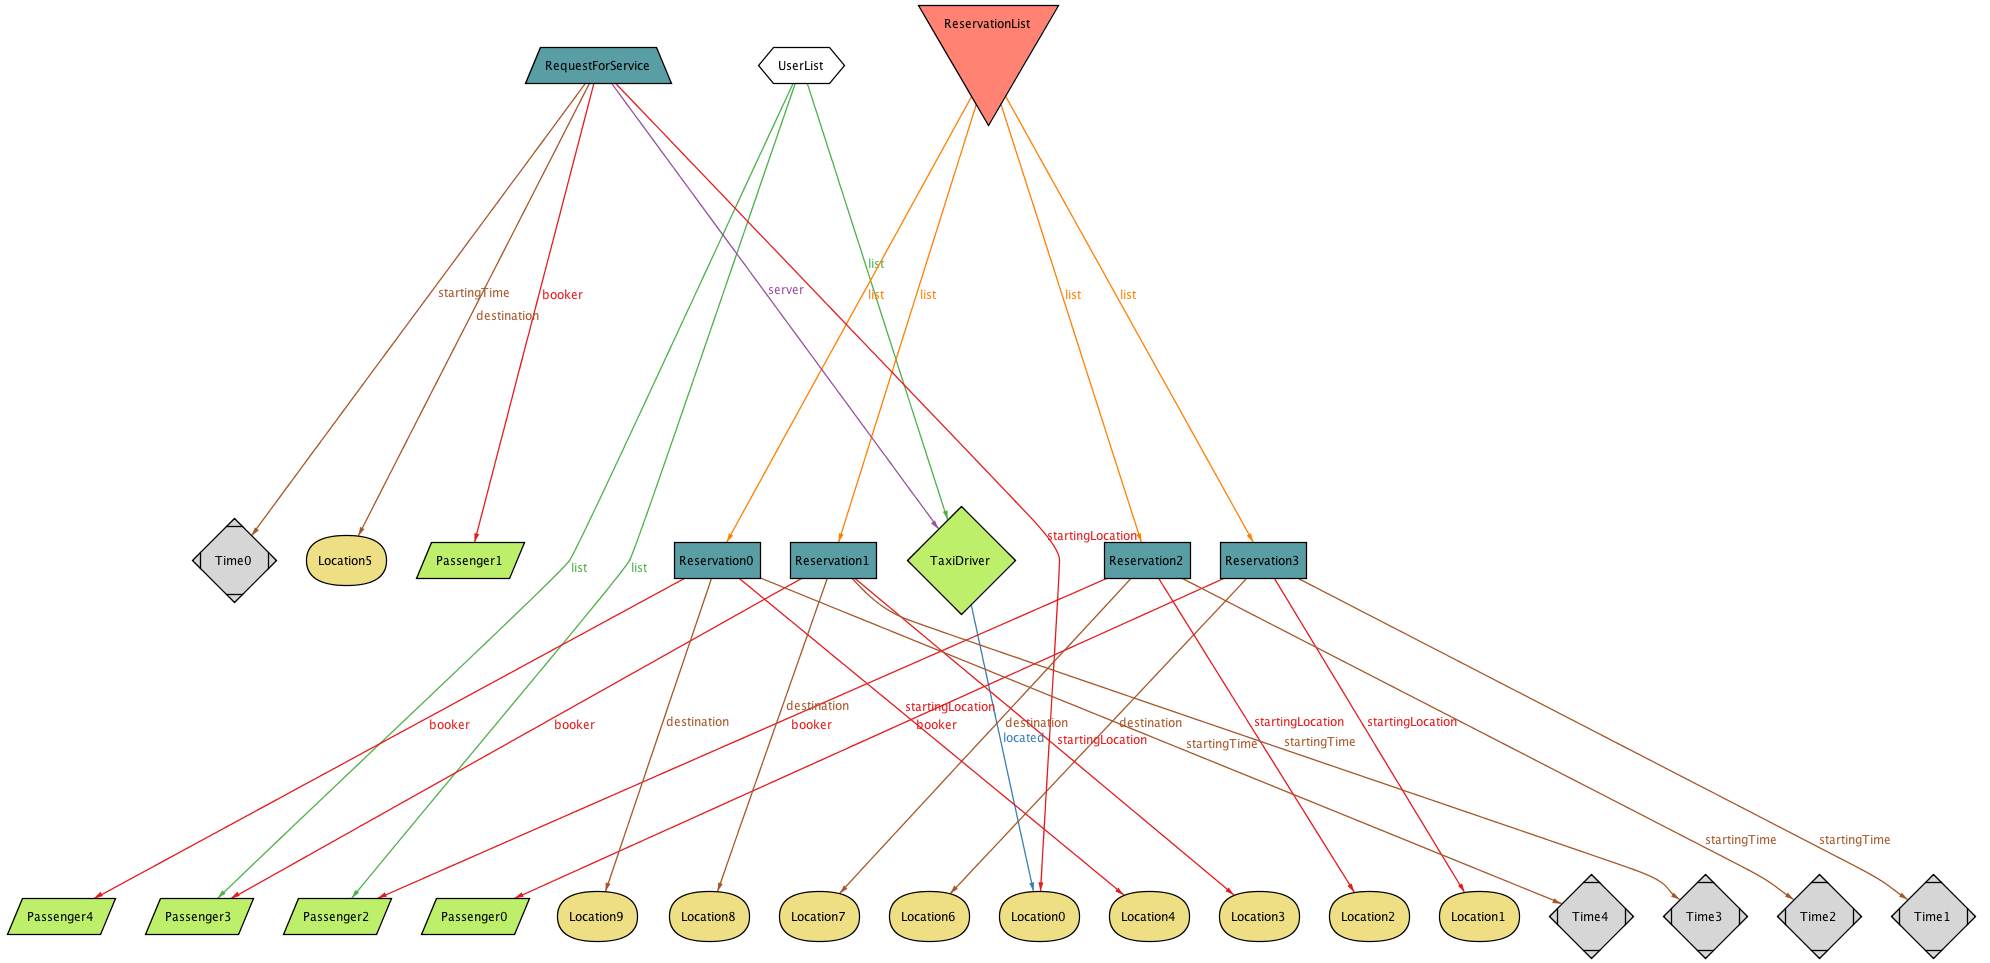 ReservationList
RequestForService
UserList
list
startingTime
server
booker
list
list
list
list
destination
startingLocation
Time0
Location5
Passenger1
list
list
Reservation0
Reservation1
TaxiDriver
Reservation2
Reservation3
destination
startingLocation
booker
booker
destination
booker
booker
destination
destination
startingLocation
startingLocation
located
startingLocation
startingTime
startingTime
startingTime
startingTime
Passenger4
Passenger3
Passenger2
Passenger0
Location9
Location8
Location7
Location6
Location0
Location4
Location3
Location2
Location1
Time4
Time3
Time2
Time1